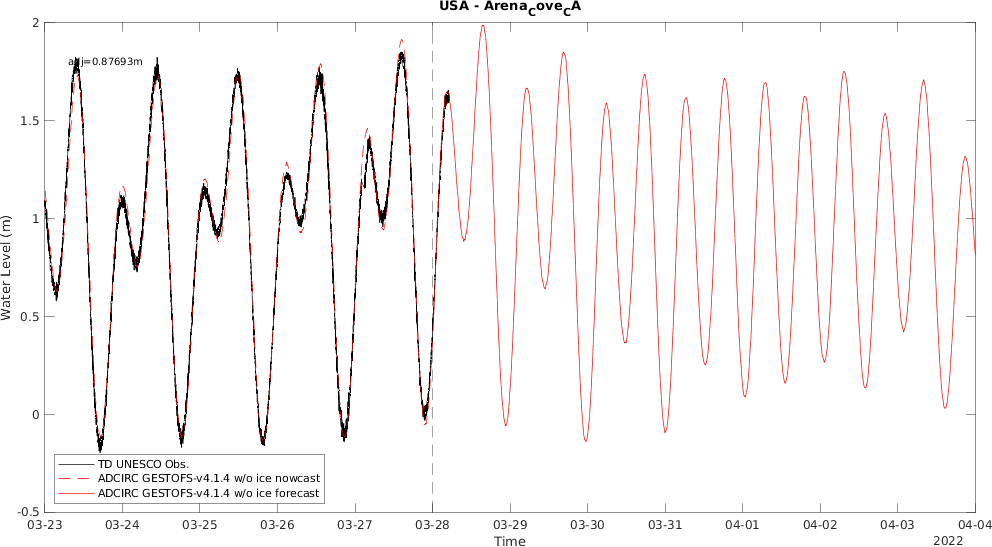 USA - ArenaCoveCA
2
adj=0.87693m
1.5
1
0.5
0
-0.5
Water Level (m)
TD UNESCO Obs.
ADCIRC GESTOFS-v4.1.4 w/o ice nowcast
ADCIRC GESTOFS-v4.1.4 w/o ice forecast
03-23 03-24 03-25 03-26 03-27 03-28 03-29 03-30 03-31 04-01 04-02 04-03 04-04
Time
2022